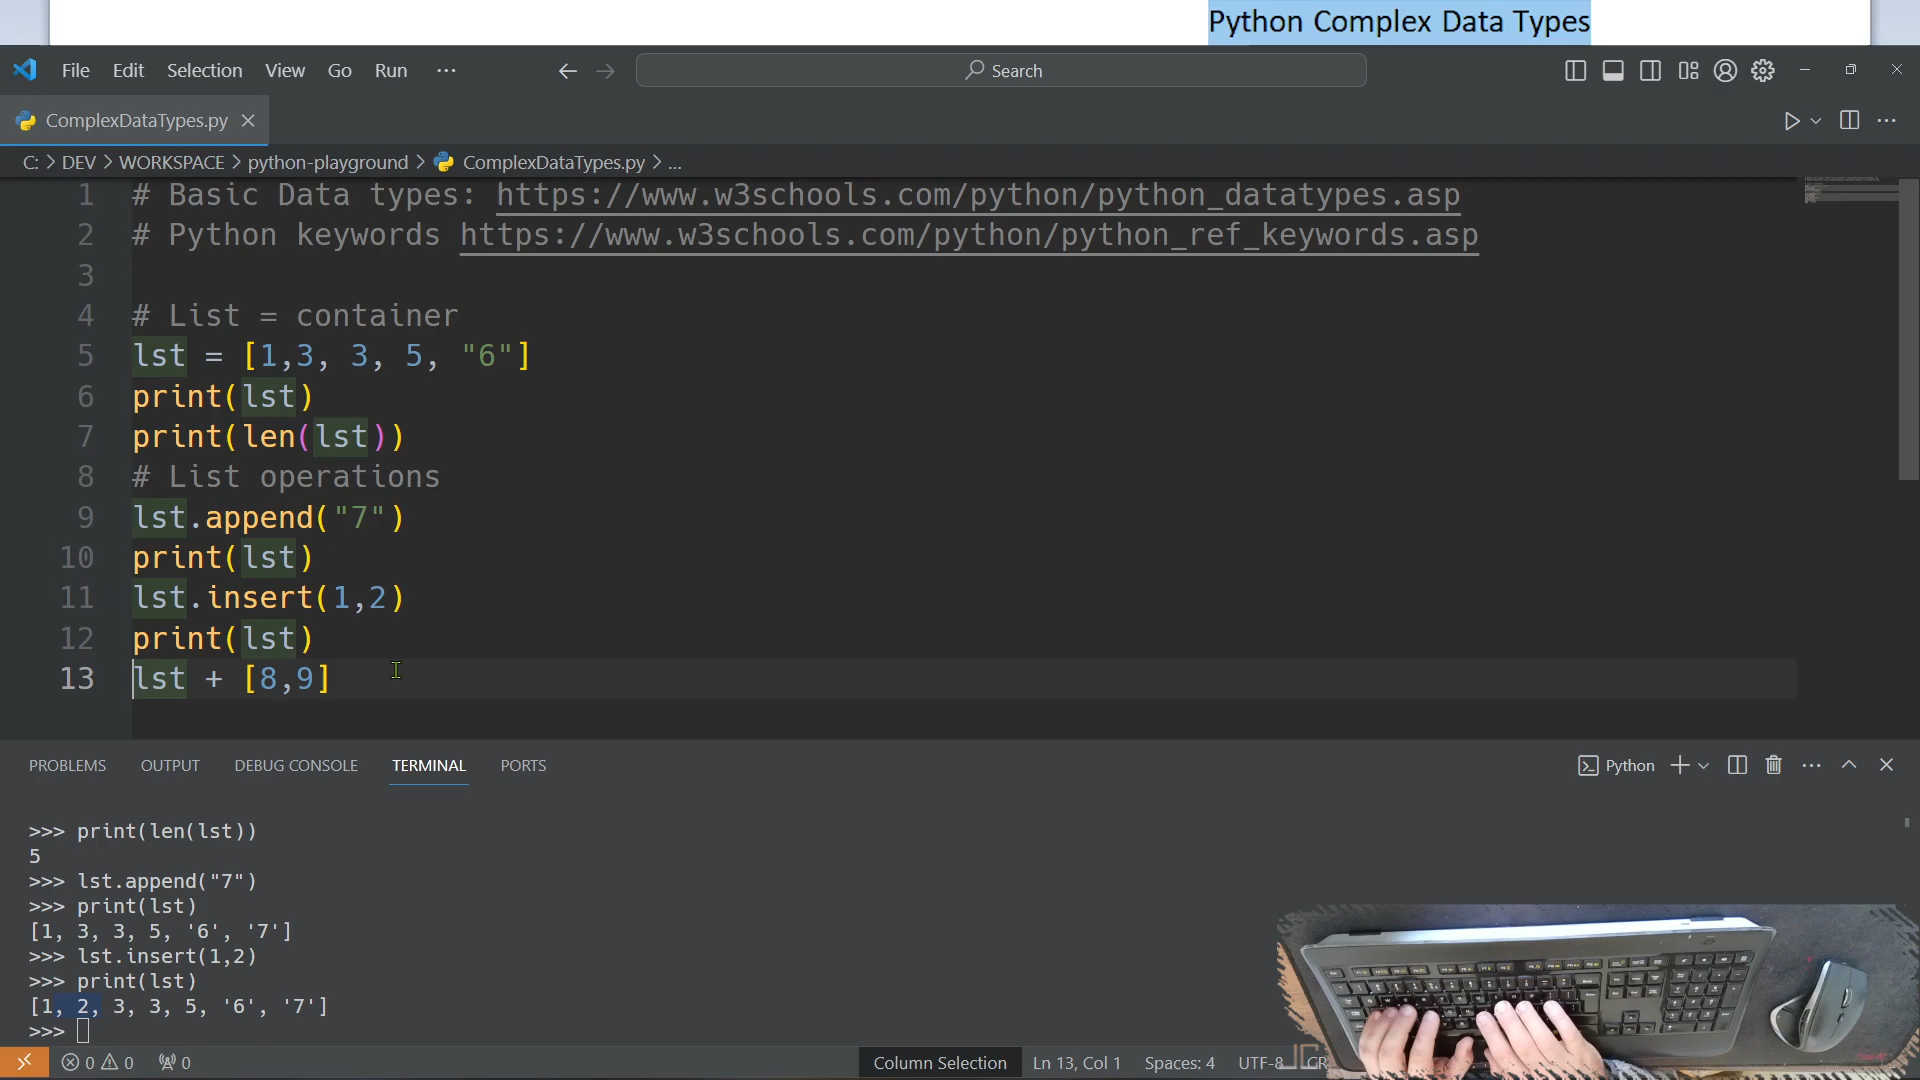 Python Complex Data Types
File Edit Selection View Go Run ··· Search
ComplexDataTypes.py
C: > DEV > WORKSPACE > python-playground > ComplexDataTypes.py > ...
1 # Basic Data types: https://www.w3schools.com/python/python_datatypes.asp
2 # Python keywords https://www.w3schools.com/python/python_ref_keywords.asp
3
4 # List = container
5 lst = [1,3, 3, 5, "6"]
6 print(lst)
7 print(len(lst))
8 # List operations
9 lst.append("7")
10 print(lst)
11 lst.insert(1,2)
12 print(lst)
13 lst + [8,9]
PROBLEMS OUTPUT DEBUG CONSOLE TERMINAL PORTS Python
>>> print(len(lst))
5
>>> lst.append("7")
>>> print(lst)
[1, 3, 3, 5, '6', '7']
>>> lst.insert(1,2)
>>> print(lst)
[1, 2, 3, 3, 5, '6', '7']
>>>
0 0 0 Column Selection Ln 13, Col 1 Spaces: 4 UTF-8